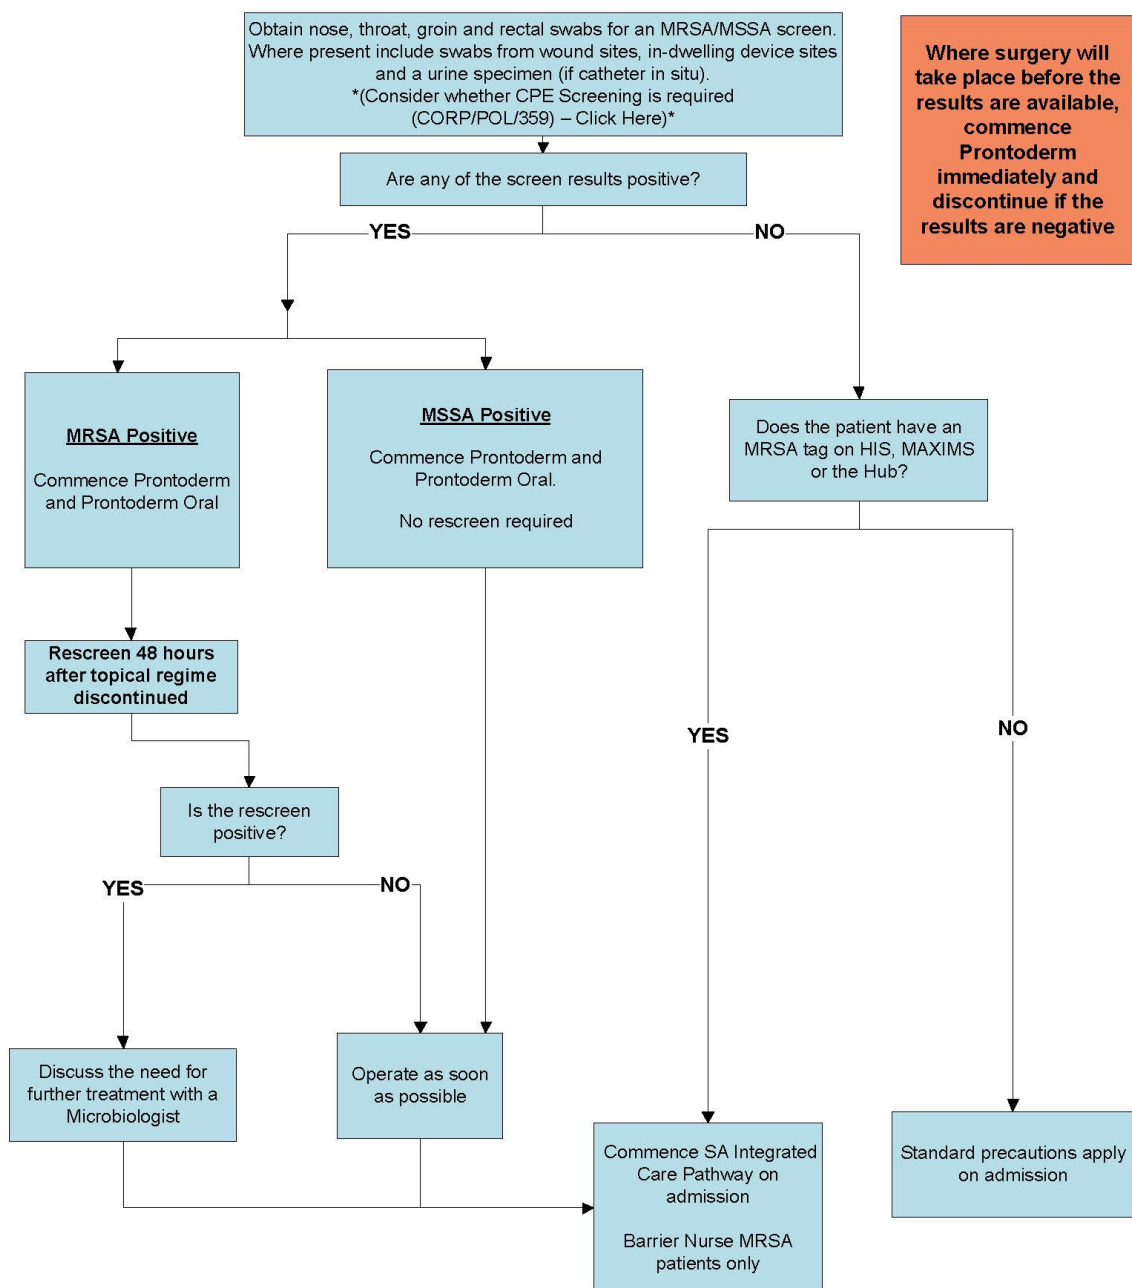 Obtain nose, throat, groin and rectal swabs for an MRSA/MSSA screen.
Where present include swabs from wound sites, in-dwelling device sites
and a urine specimen (if catheter in situ).
*(Consider whether CPE Screening is required
(CORP/POL/359) – Click Here)*
Where surgery will
take place before the
results are available,
commence
Prontoderm
immediately and
discontinue if the
results are negative
Are any of the screen results positive?
YES
NO
MRSA Positive
Commence Prontoderm
and Prontoderm Oral
MSSA Positive
Commence Prontoderm and
Prontoderm Oral.
No rescreen required
Does the patient have an
MRSA tag on HIS, MAXIMS
or the Hub?
Rescreen 48 hours
after topical regime
discontinued
YES
NO
Is the rescreen
positive?
YES
NO
Discuss the need for
further treatment with a
Microbiologist
Operate as soon
as possible
Commence SA Integrated
Care Pathway on
admission
Barrier Nurse MRSA
patients only
Standard precautions apply
on admission